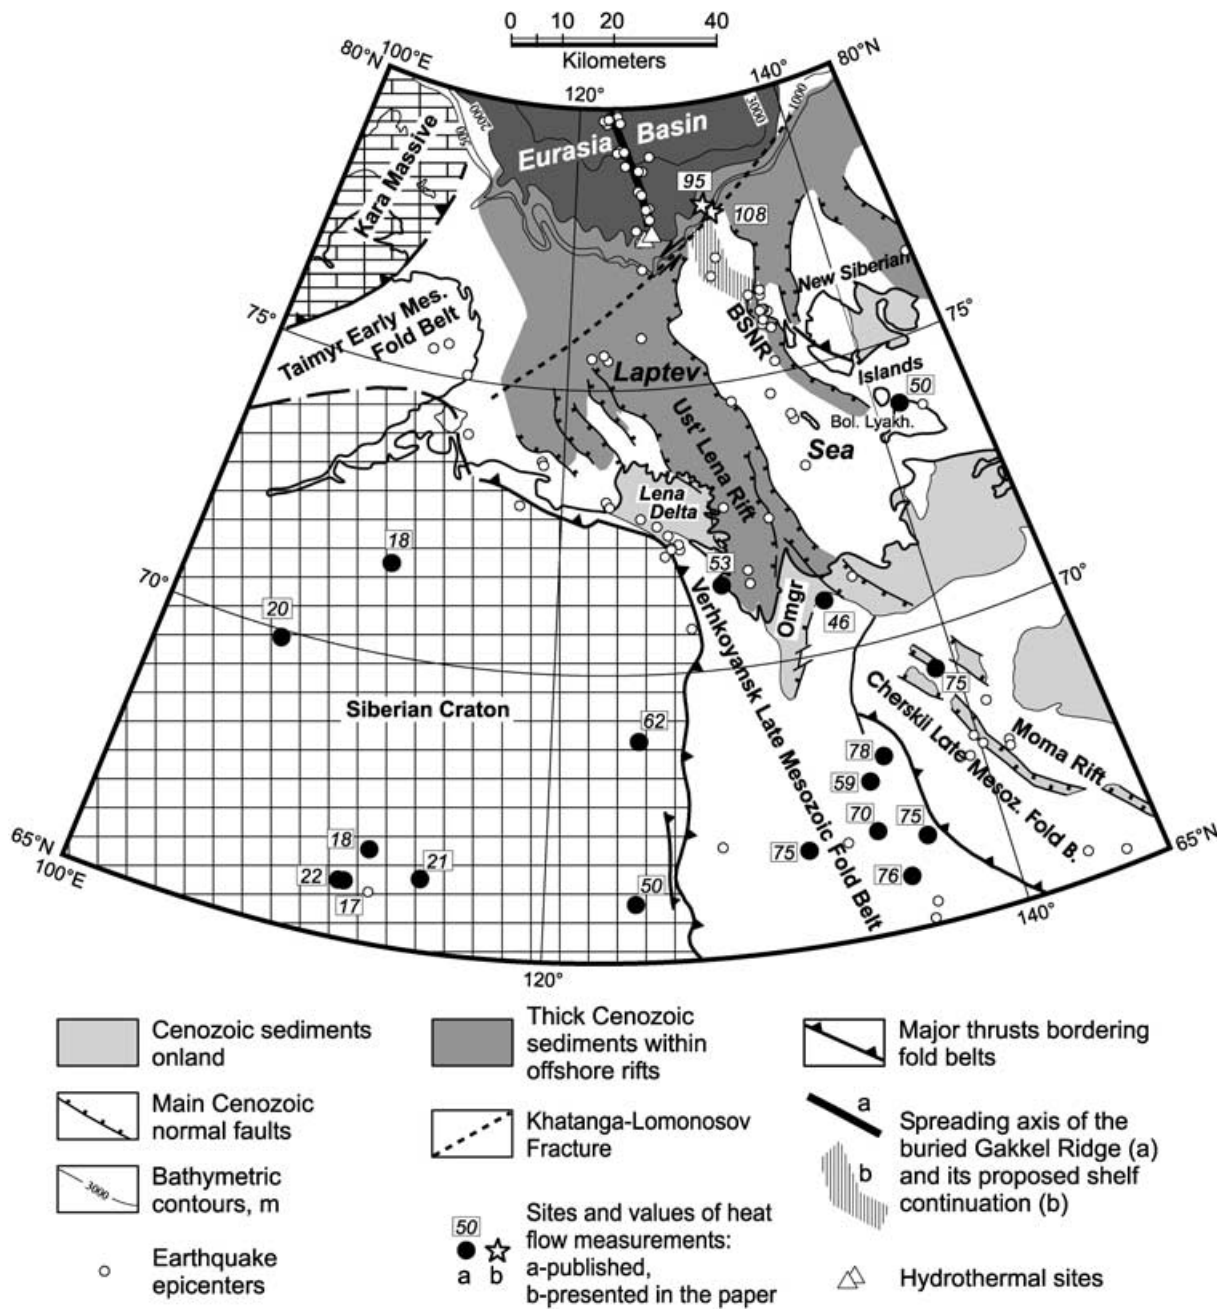 0 10 20 40
Kilometers
80°N
100°E
120°
140°
80°N
2000
500
3000
1000
Eurasia Basin
Kara Massive
95
108
New Siberian
75°
75°
Taimyr Early Mes.
Fold Belt
BSNR
Laptev
Islands
50
Bol. Lyakh.
Ust' Lena Rift
Sea
Lena
Delta
18
53
70°
70°
20
Omgr
46
Verhkoyansk Late Mesozoic Fold Belt
75
Siberian Craton
62
Cherskii Late Mesoz. Fold B.
Moma Rift
78
59
70
75
18
75
65°N
65°N
100°E
22
21
76
17
50
140°
120°
Cenozoic sediments
onland
Thick Cenozoic
sediments within
offshore rifts
Major thrusts bordering
fold belts
Main Cenozoic
normal faults
Khatanga-Lomonosov
Fracture
a
b
Spreading axis of the
buried Gakkel Ridge (a)
and its proposed shelf
continuation (b)
3000
Bathymetric
contours, m
50
a b
Sites and values of heat
flow measurements:
a-published,
b-presented in the paper
Earthquake
epicenters
Hydrothermal sites